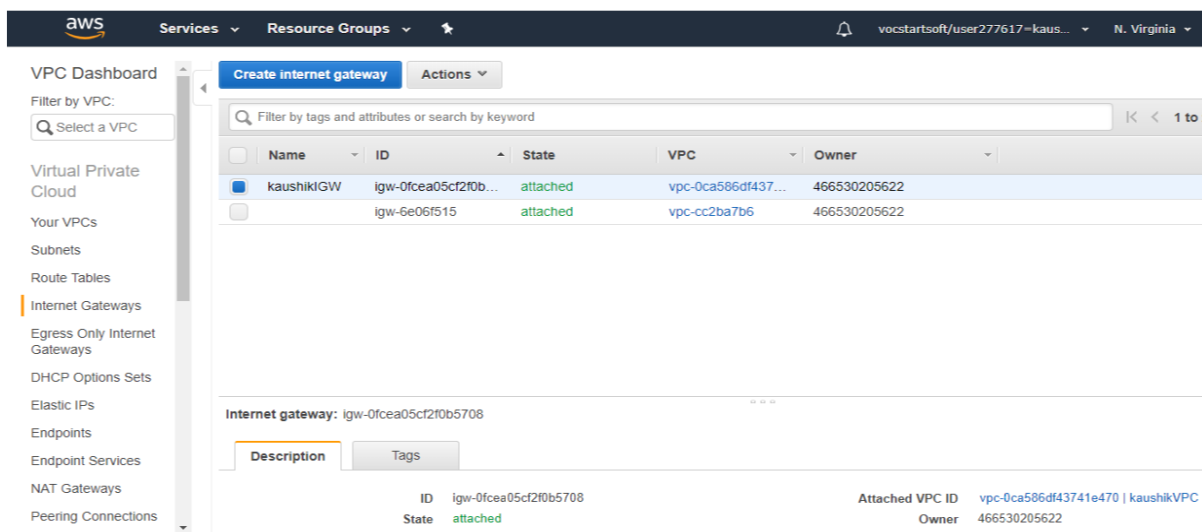 aws Services Resource Groups vocstartsoft/user277617=kaus... N. Virginia
VPC Dashboard
Filter by VPC:
Select a VPC
Virtual Private
Cloud
Your VPCs
Subnets
Route Tables
Internet Gateways
Egress Only Internet
Gateways
DHCP Options Sets
Elastic IPs
Endpoints
Endpoint Services
NAT Gateways
Peering Connections
Create internet gateway Actions
Filter by tags and attributes or search by keyword 1 to
Name ID State VPC Owner
kaushikIGW igw-0fcea05cf2f0b... attached vpc-0ca586df437... 466530205622
igw-6e06f515 attached vpc-cc2ba7b6 466530205622
Internet gateway: igw-0fcea05cf2f0b5708
Description Tags
ID igw-0fcea05cf2f0b5708 Attached VPC ID vpc-0ca586df43741e470 | kaushikVPC
State attached Owner 466530205622